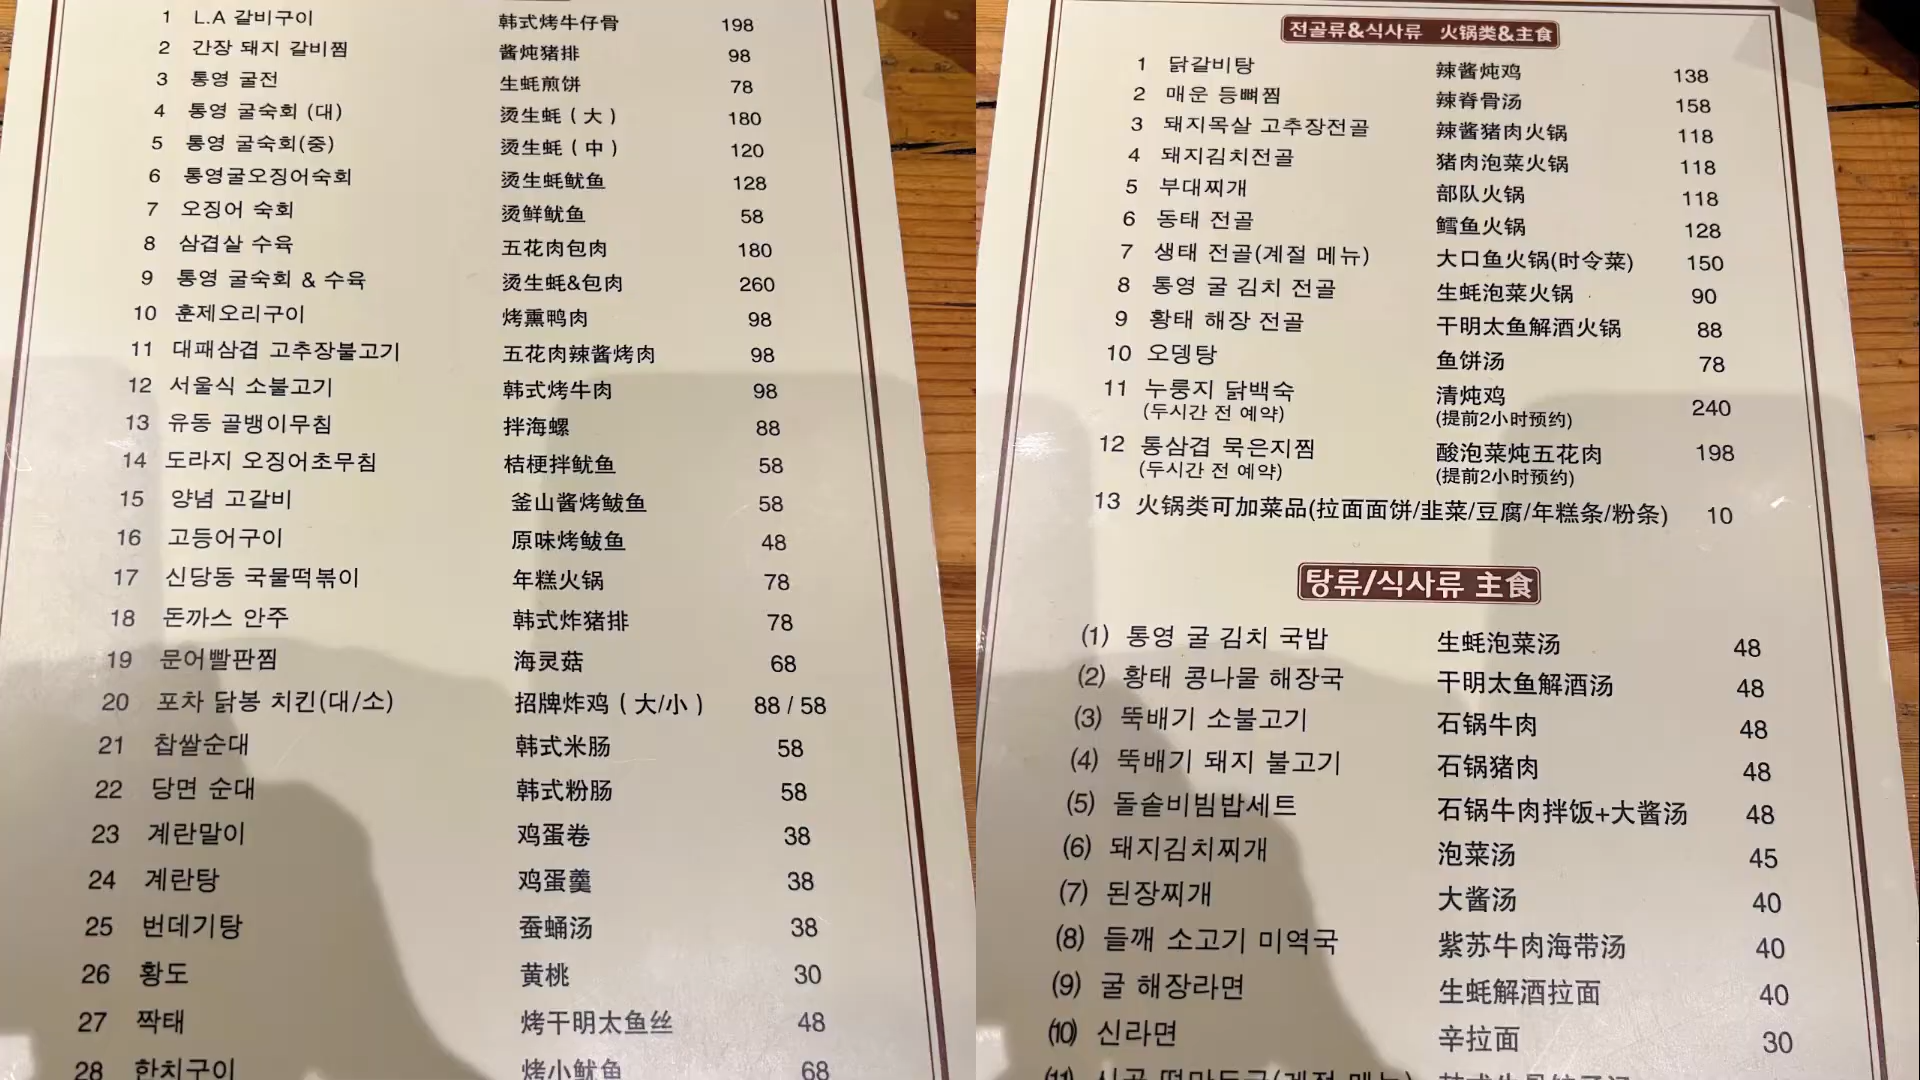 1 L.A 갈비구이 韩式烤牛仔骨 198
2 간장 돼지 갈비찜 酱炖猪排 98
3 통영 굴전 生蚝煎饼 78
4 통영 굴숙회 (대) 烫生蚝（大） 180
5 통영 굴숙회(중) 烫生蚝（中） 120
6 통영굴오징어숙회 烫生蚝鱿鱼 128
7 오징어 숙회 烫鲜鱿鱼 58
8 삼겹살 수육 五花肉包肉 180
9 통영 굴숙회 & 수육 烫生蚝&包肉 260
10 훈제오리구이 烤熏鸭肉 98
11 대패삼겹 고추장불고기 五花肉辣酱烤肉 98
12 서울식 소불고기 韩式烤牛肉 98
13 유동 골뱅이무침 拌海螺 88
14 도라지 오징어초무침 桔梗拌鱿鱼 58
15 양념 고갈비 釜山酱烤鲅鱼 58
16 고등어구이 原味烤鲅鱼 48
17 신당동 국물떡볶이 年糕火锅 78
18 돈까스 안주 韩式炸猪排 78
19 문어빨판찜 海灵菇 68
20 포차 닭봉 치킨(대/소) 招牌炸鸡（大/小） 88 / 58
21 찹쌀순대 韩式米肠 58
22 당면 순대 韩式粉肠 58
23 계란말이 鸡蛋卷 38
24 계란탕 鸡蛋羹 38
25 번데기탕 蚕蛹汤 38
26 황도 黄桃 30
27 짝태 烤干明太鱼丝 48
28 한치구이 烤小鱿鱼 68
전골류&식사류 火锅类&主食
1 닭갈비탕 辣酱炖鸡 138
2 매운 등뼈찜 辣脊骨汤 158
3 돼지목살 고추장전골 辣酱猪肉火锅 118
4 돼지김치전골 猪肉泡菜火锅 118
5 부대찌개 部队火锅 118
6 동태 전골 鳕鱼火锅 128
7 생태 전골(계절 메뉴) 大口鱼火锅(时令菜) 150
8 통영 굴 김치 전골 生蚝泡菜火锅 90
9 황태 해장 전골 干明太鱼解酒火锅 88
10 오뎅탕 鱼饼汤 78
11 누룽지 닭백숙 清炖鸡 240
(두시간 전 예약) (提前2小时预约)
12 통삼겹 묵은지찜 酸泡菜炖五花肉 198
(두시간 전 예약) (提前2小时预约)
13 火锅类可加菜品(拉面面饼/韭菜/豆腐/年糕条/粉条) 10
탕류/식사류 主食
(1) 통영 굴 김치 국밥 生蚝泡菜汤 48
(2) 황태 콩나물 해장국 干明太鱼解酒汤 48
(3) 뚝배기 소불고기 石锅牛肉 48
(4) 뚝배기 돼지 불고기 石锅猪肉 48
(5) 돌솥비빔밥세트 石锅牛肉拌饭+大酱汤 48
(6) 돼지김치찌개 泡菜汤 45
(7) 된장찌개 大酱汤 40
(8) 들깨 소고기 미역국 紫苏牛肉海带汤 40
(9) 굴 해장라면 生蚝解酒拉面 40
(10) 신라면 辛拉面 30